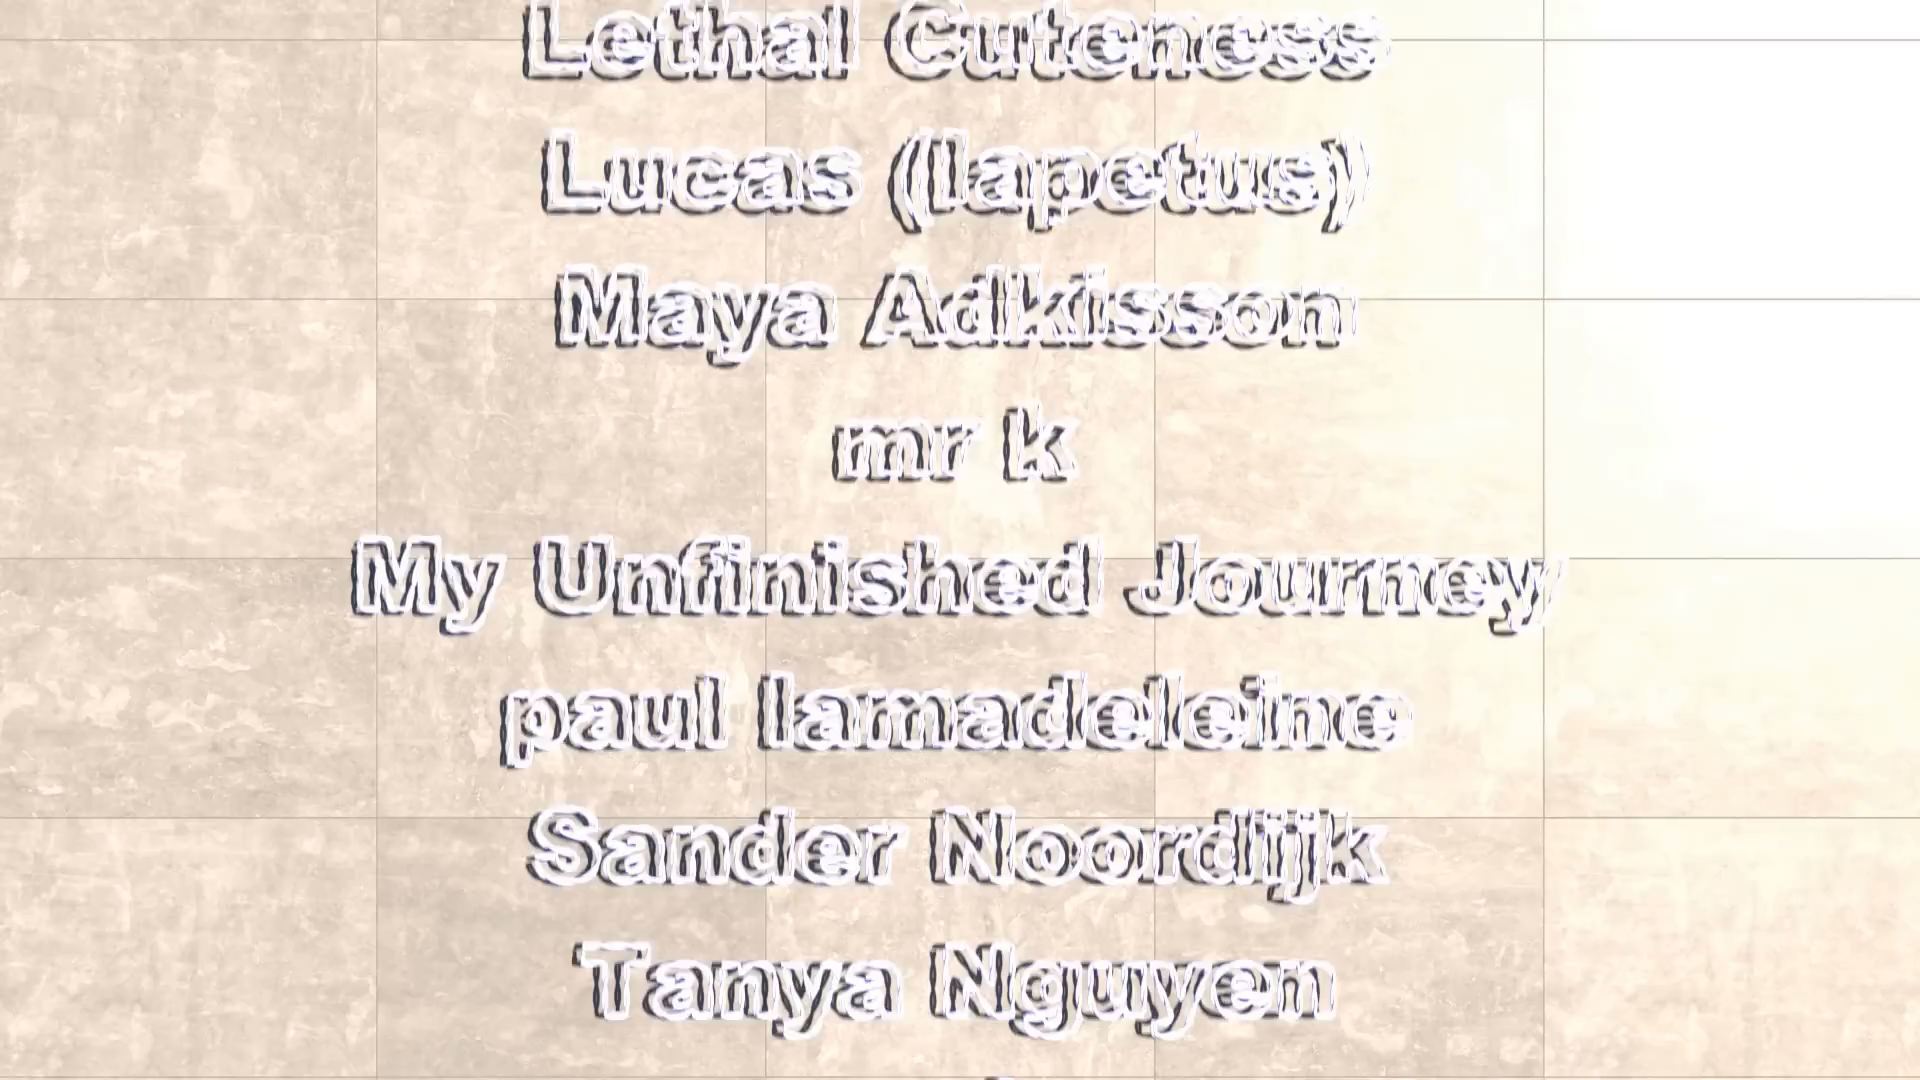 Lethal Cuteness
Lucas (Iapetus)
Maya Adkisson
mr k
My Unfinished Journey
paul lamadeleine
Sander Noordijk
Tanya Nguyen